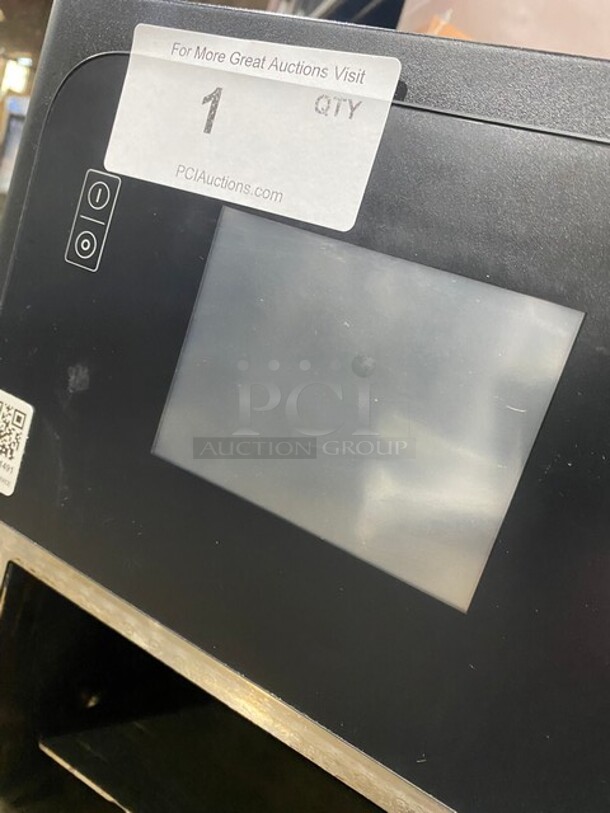 For More Great Auctions Visit
1 QTY
PCIAuctions.com
PCI
AUCTION GROUP